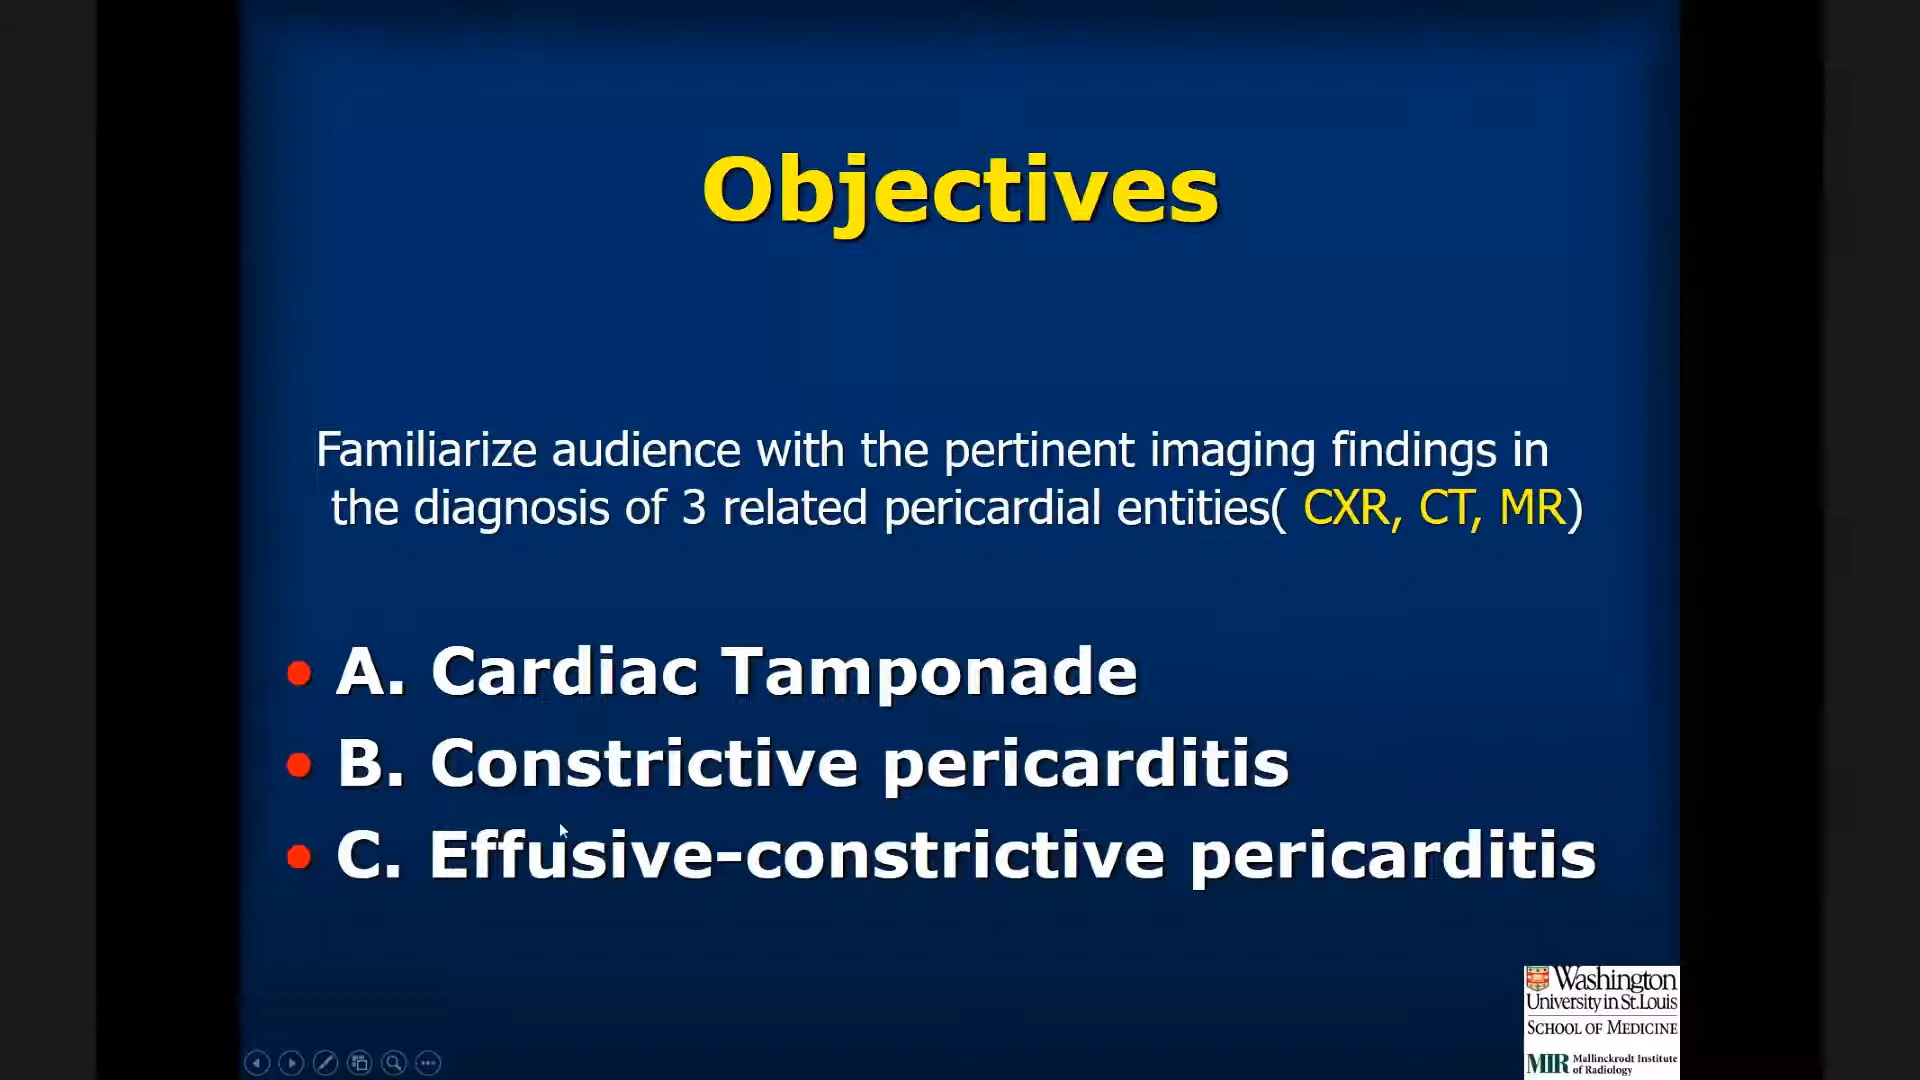 Objectives
Familiarize audience with the pertinent imaging findings in
the diagnosis of 3 related pericardial entities( CXR, CT, MR)
• A. Cardiac Tamponade
• B. Constrictive pericarditis
• C. Effusive-constrictive pericarditis
Washington
University in St.Louis
SCHOOL OF MEDICINE
MIR Mallinckrodt Institute
of Radiology